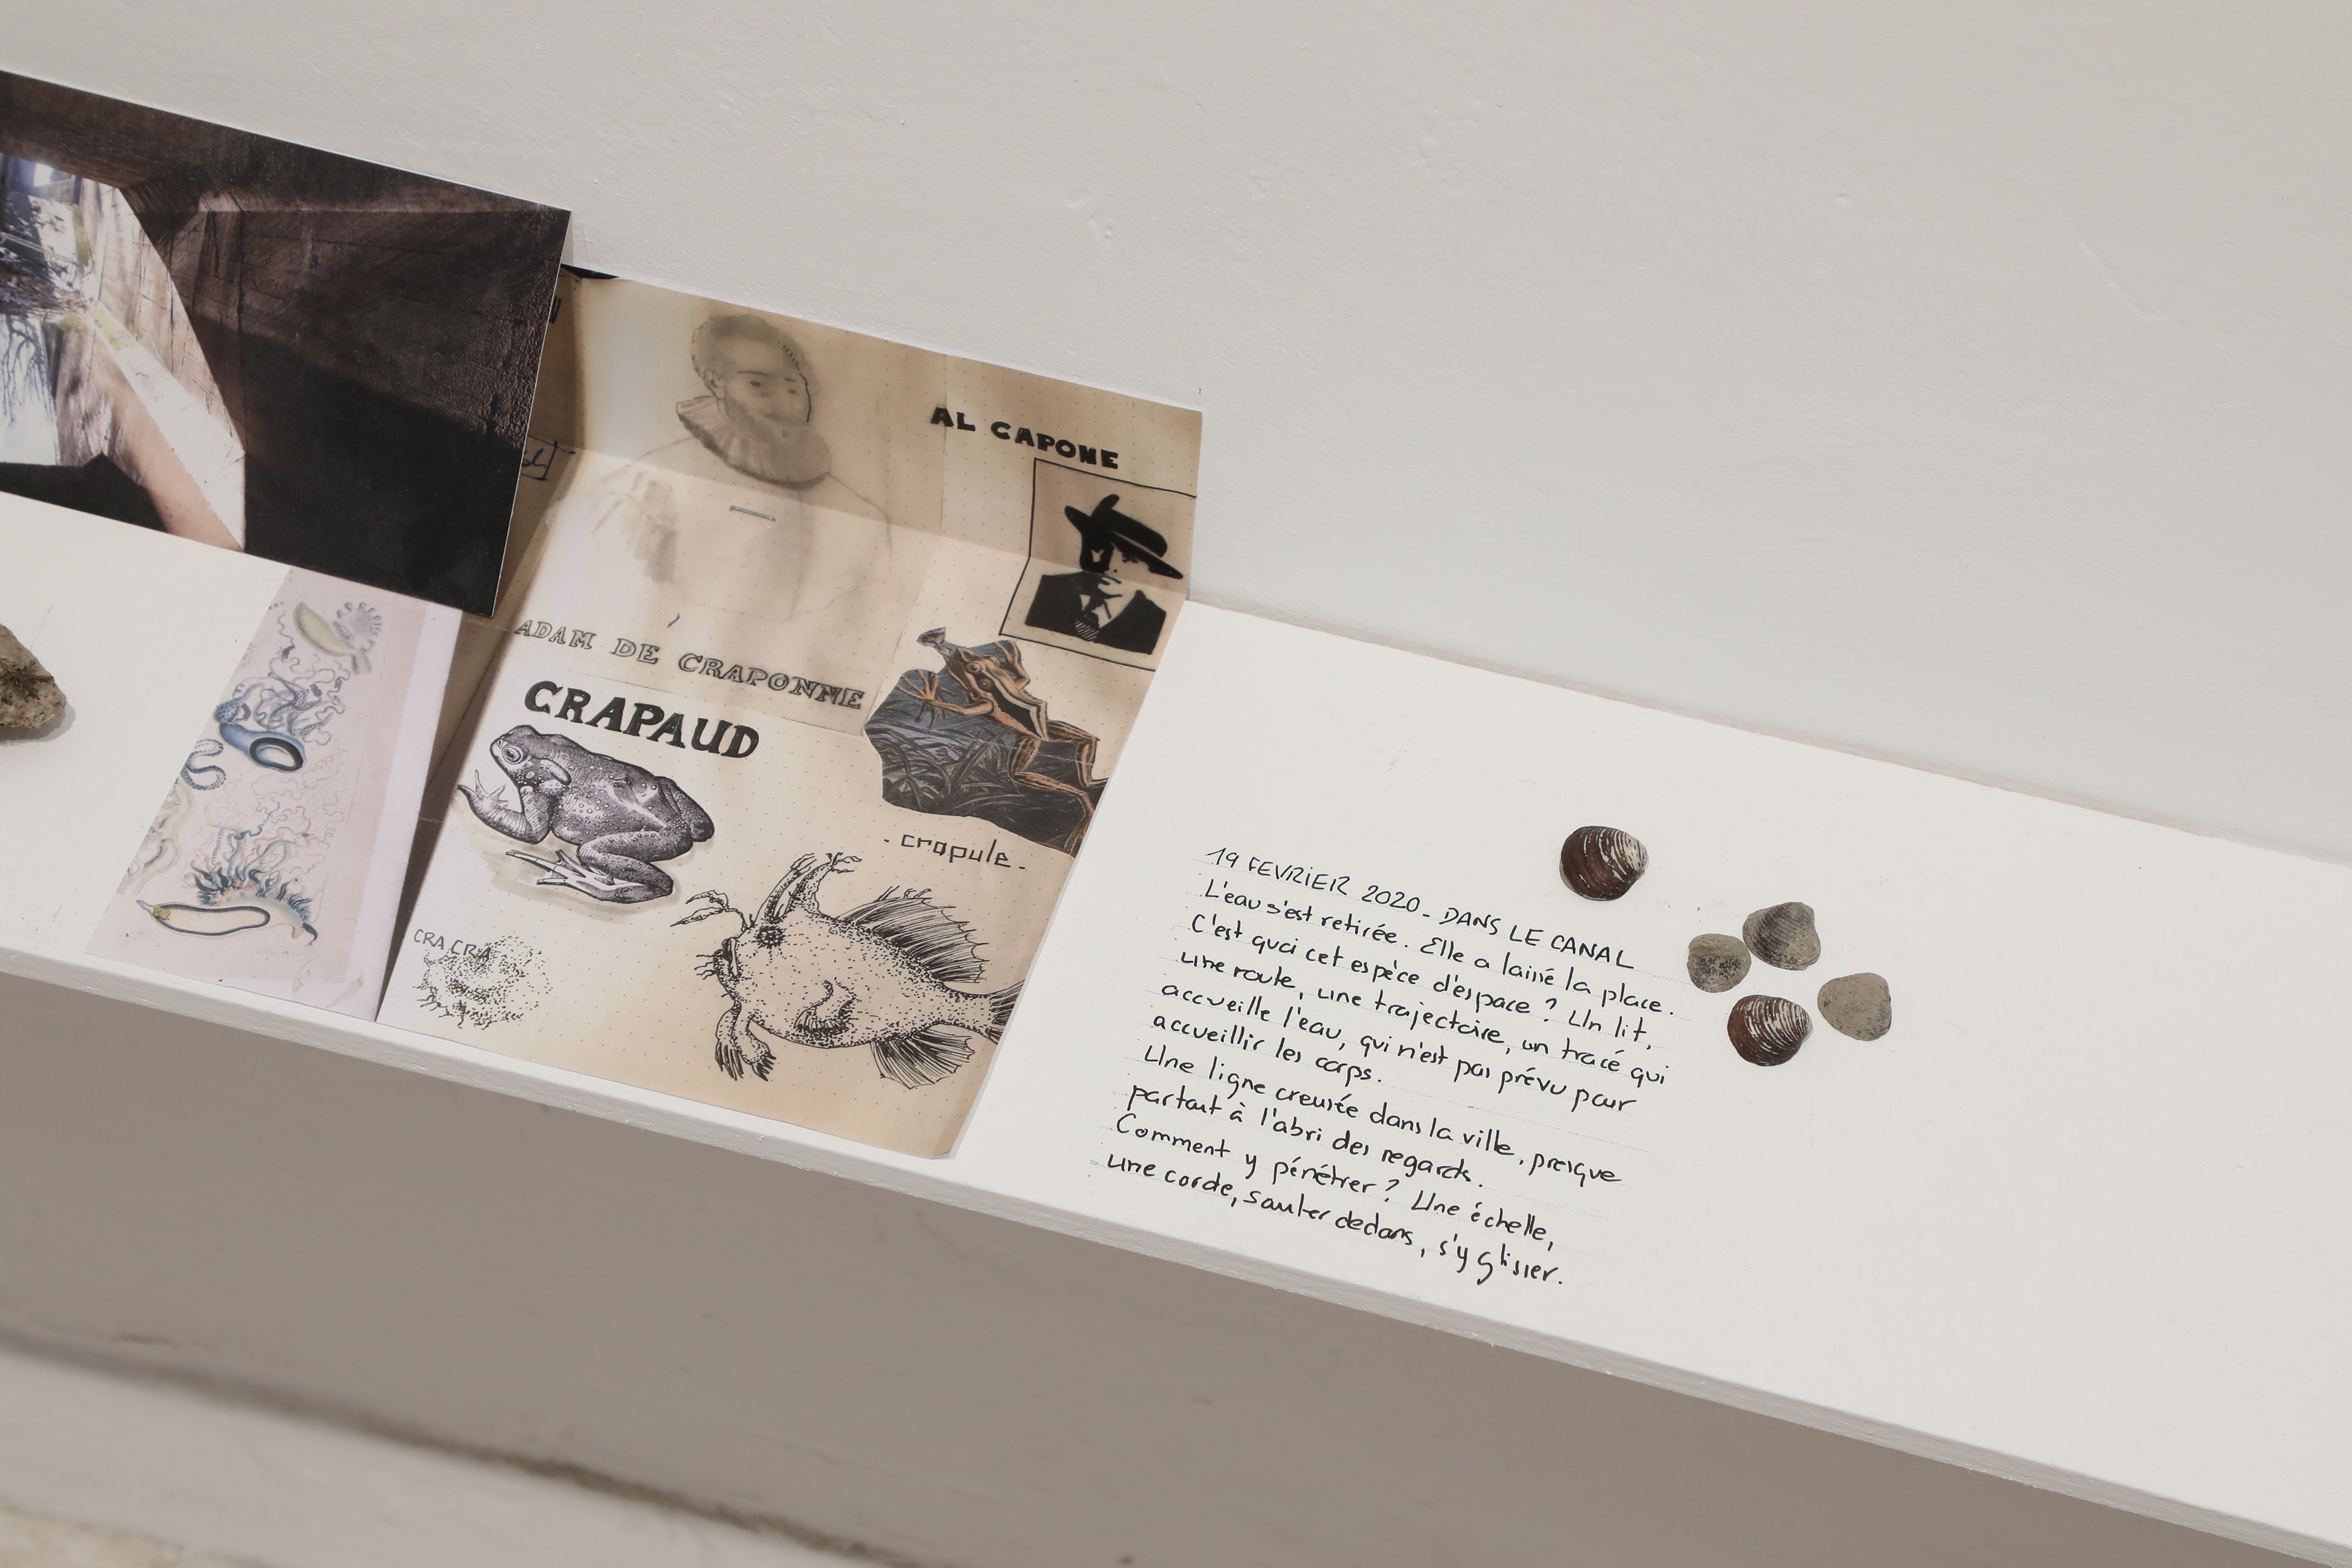 AL CAPONE
ADAM DE CRAPONNE
CRAPAUD
- crapule -
CRA CRA
19 FEVRIER 2020 - DANS LE CANAL
L'eau s'est retirée. Elle a laissé la place.
C'est quoi cet espèce d'espace ? Un lit,
une route, une trajectoire, un tracé qui
accueille l'eau, qui n'est pas prévu pour
accueillir les corps.
Une ligne creusée dans la ville, presque
partout à l'abri des regards.
Comment y pénétrer ? Une échelle,
une corde, sauter dedans, s'y glisser.